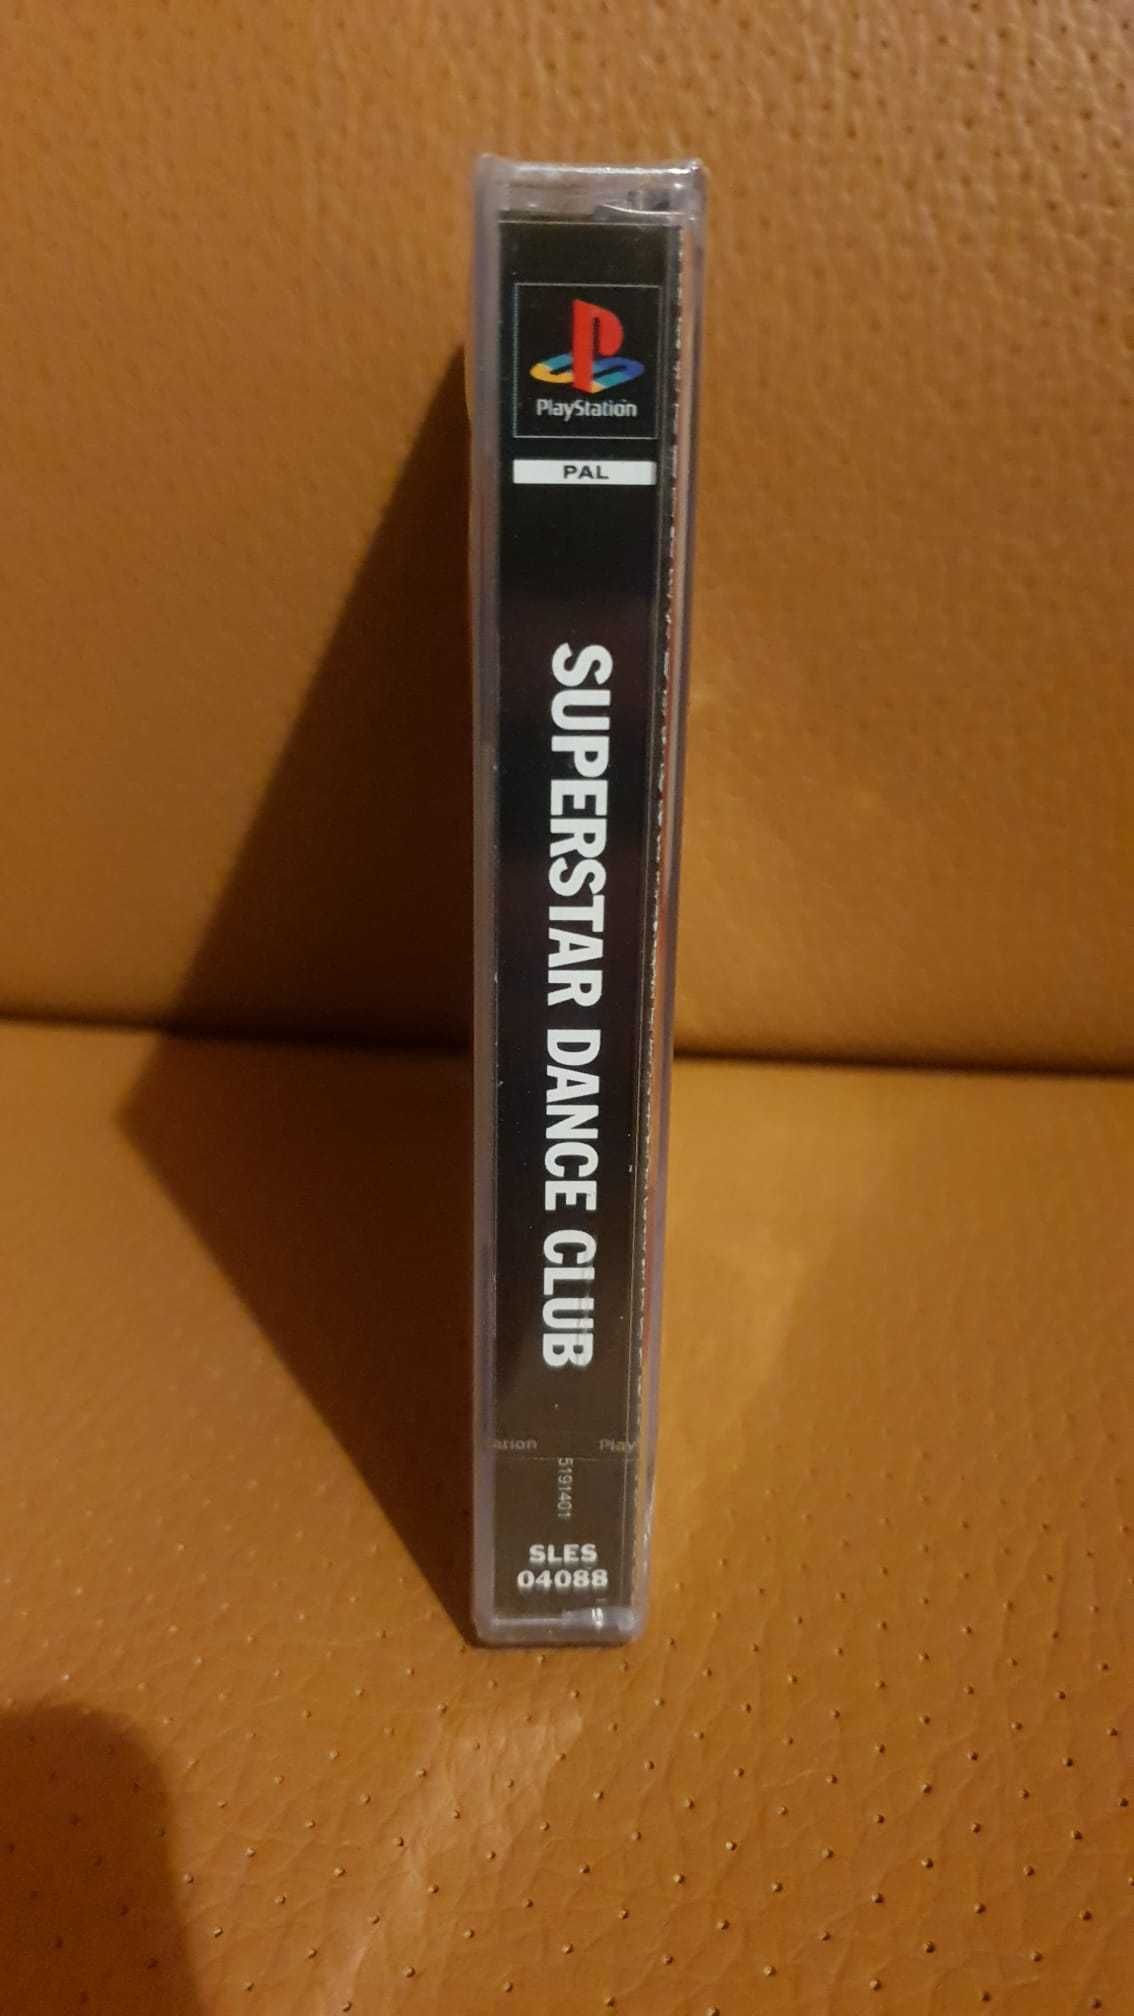 PlayStation
PAL
SUPERSTAR DANCE CLUB
ation Play
5191401
SLES
04088